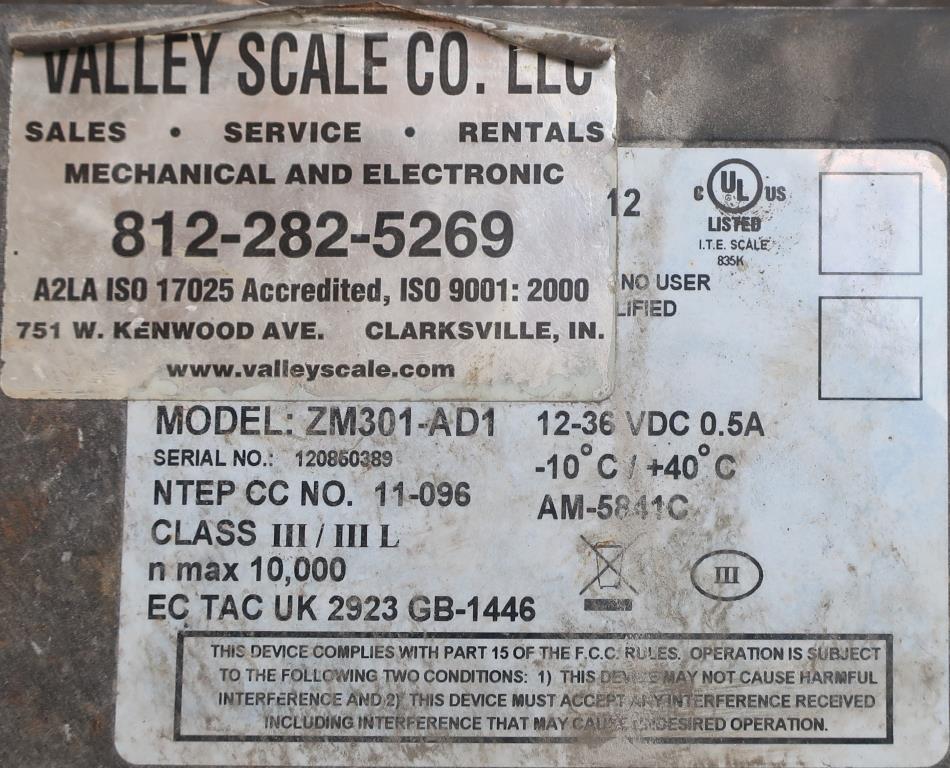 VALLEY SCALE CO. LLC
SALES • SERVICE • RENTALS
MECHANICAL AND ELECTRONIC
812-282-5269
A2LA ISO 17025 Accredited, ISO 9001: 2000
751 W. KENWOOD AVE. CLARKSVILLE, IN.
www.valleyscale.com
12
C UL US
LISTED
I.T.E. SCALE
835K
NO USER
LIFIED
MODEL: ZM301-AD1 12-36 VDC 0.5A
SERIAL NO.: 120850389
-10°C / +40°C
NTEP CC NO. 11-096
AM-5841C
CLASS III / III L
n max 10,000
III
EC TAC UK 2923 GB-1446
THIS DEVICE COMPLIES WITH PART 15 OF THE F.C.C. RULES. OPERATION IS SUBJECT
TO THE FOLLOWING TWO CONDITIONS: 1) THIS DEVICE MAY NOT CAUSE HARMFUL
INTERFERENCE AND 2) THIS DEVICE MUST ACCEPT ANY INTERFERENCE RECEIVED
INCLUDING INTERFERENCE THAT MAY CAUSE UNDESIRED OPERATION.